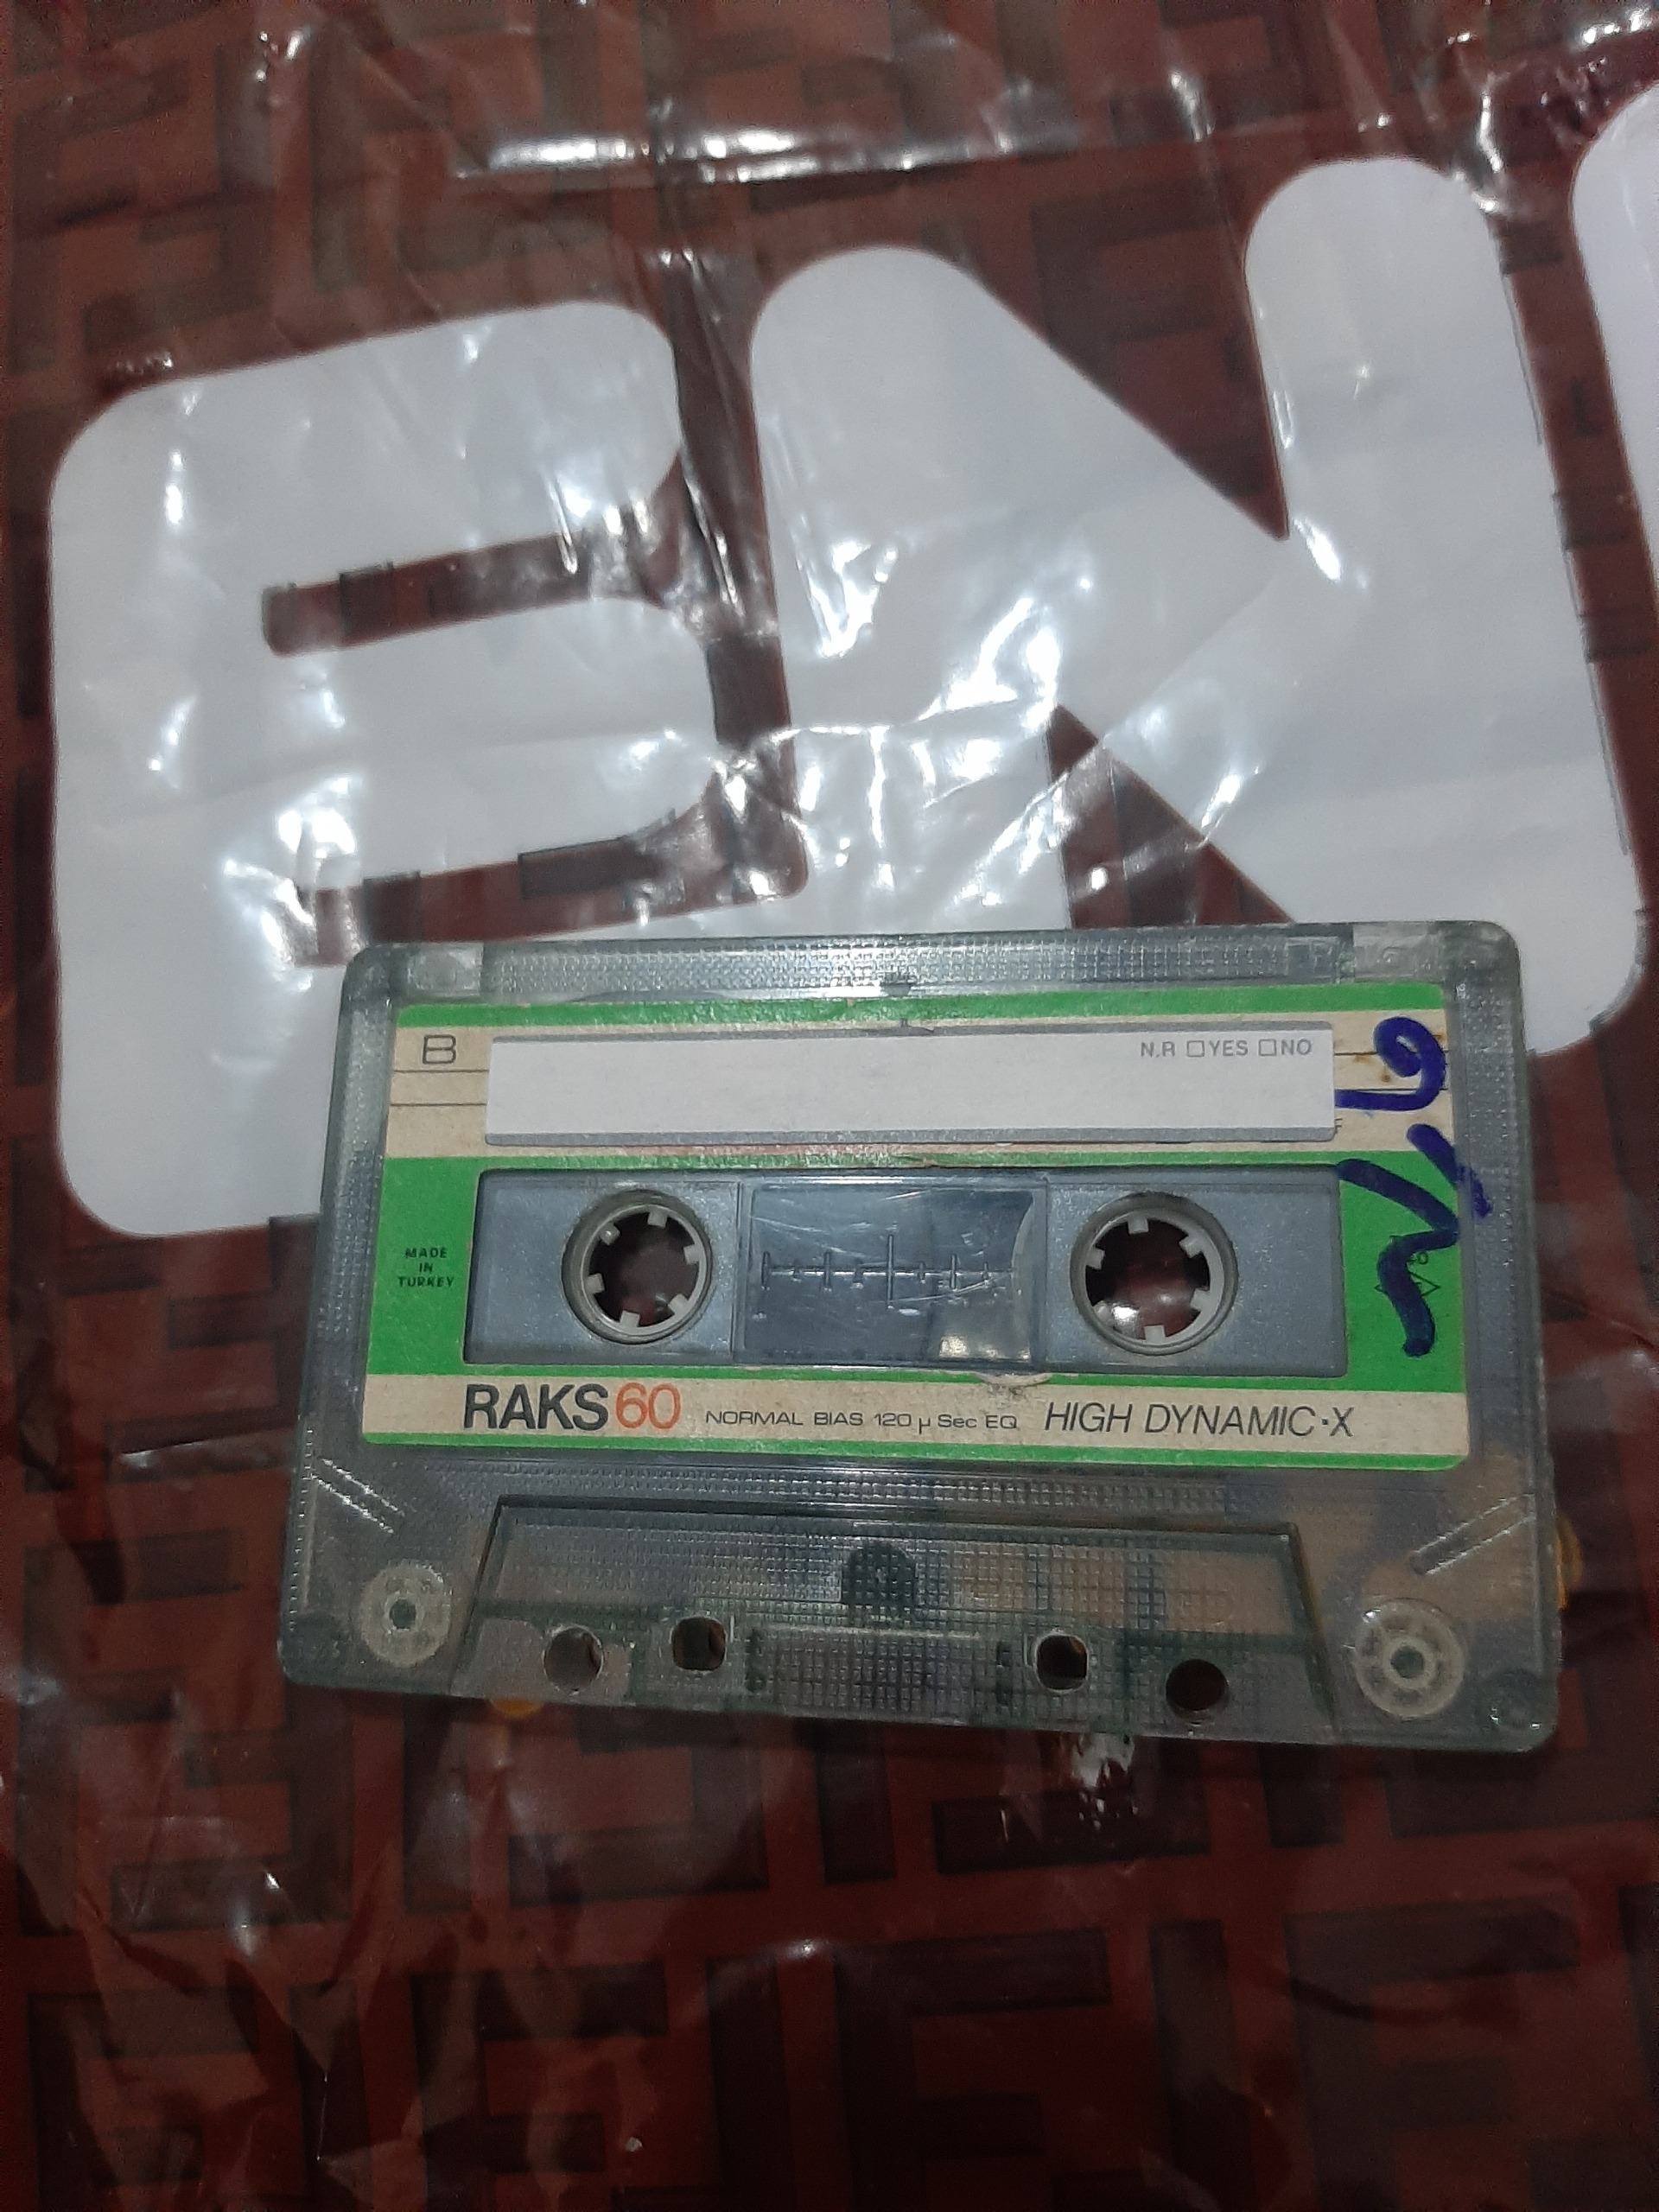 B
N.R □YES □NO
MADE
IN
TURKEY
RAKS 60 NORMAL BIAS 120 µ Sec EQ HIGH DYNAMIC·X